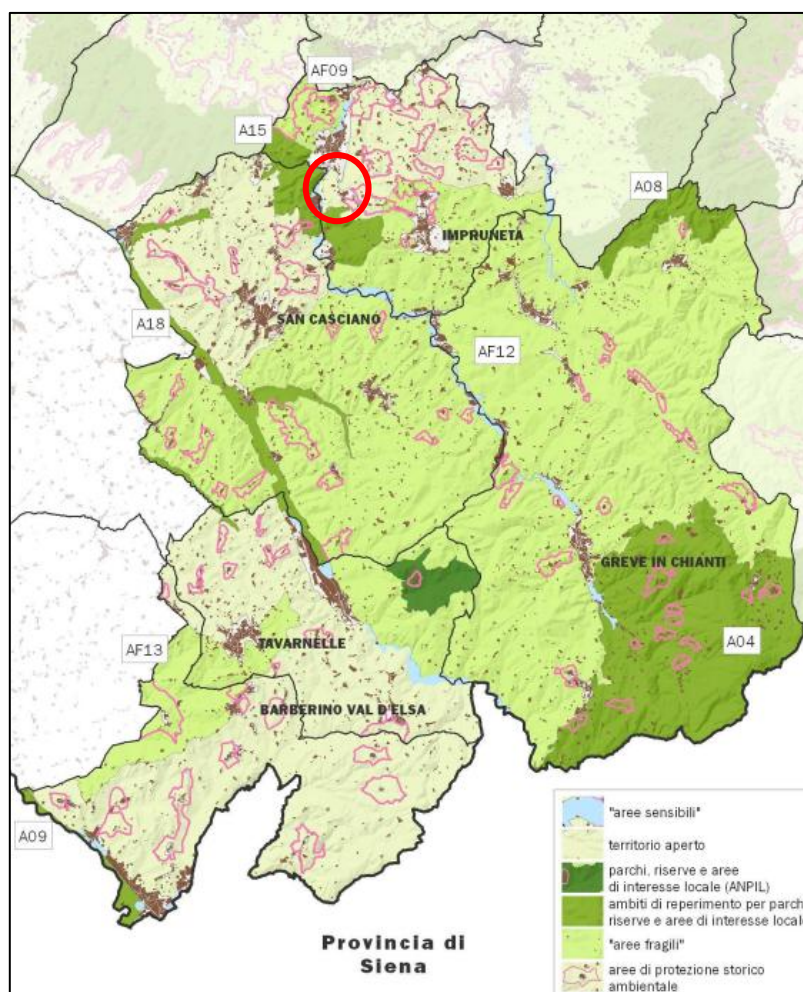 AF09
A15
A08
IMPRUNETA
SAN CASCIANO
A18
AF12
GREVE IN CHIANTI
AF13
TAVARNELLE
A04
BARBERINO VAL D'ELSA
A09
Provincia di
Siena
"aree sensibili"
territorio aperto
parchi, riserve e aree
di interesse locale (ANPIL)
ambiti di reperimento per parchi
riserve e aree di interesse locale
"aree fragili"
aree di protezione storico
ambientale